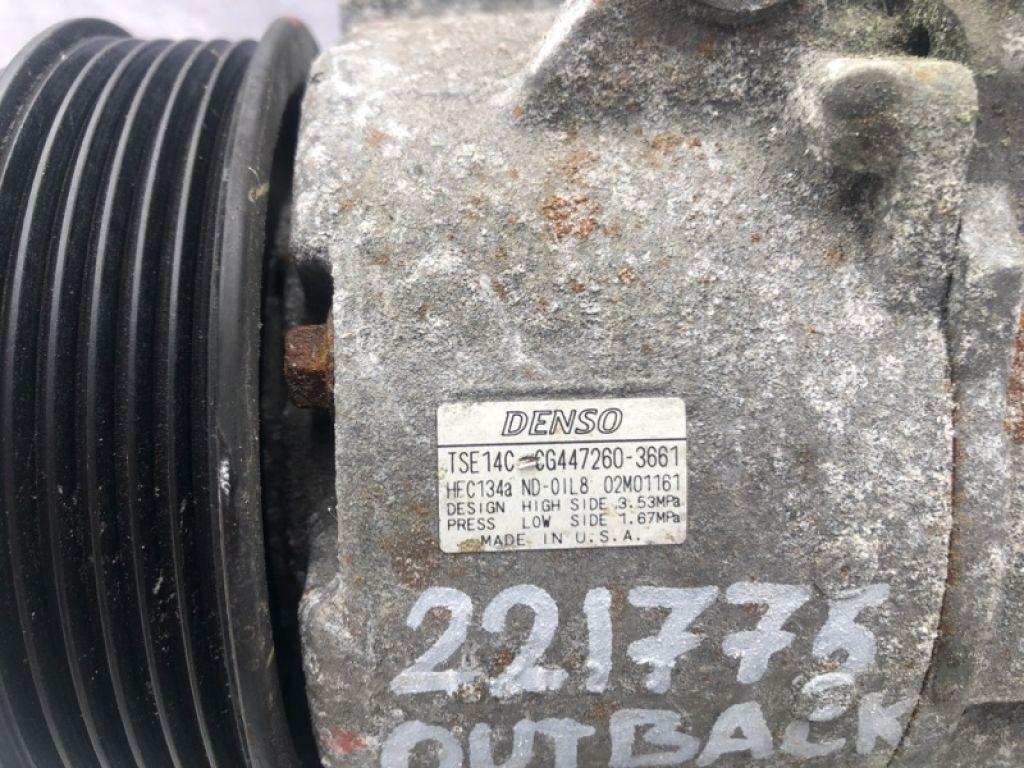 DENSO
TSE14C CG447260-3661
HFC134a ND-OIL8 02M01161
DESIGN HIGH SIDE 3.53MPa
PRESS LOW SIDE 1.67MPa
MADE IN U.S.A.
221775
OUTBACK